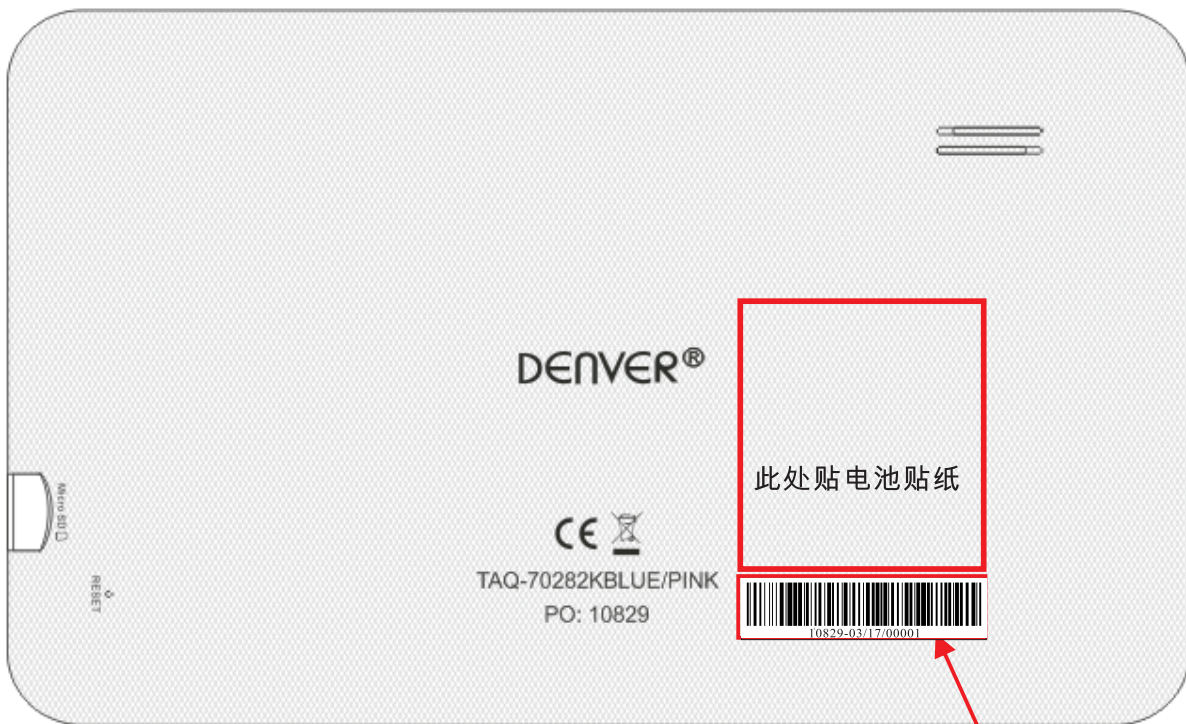 DENVER®
此处贴电池贴纸
Micro SD
CE
TAQ-70282KBLUE/PINK
PO: 10829
RESET
10829-03/17/00001